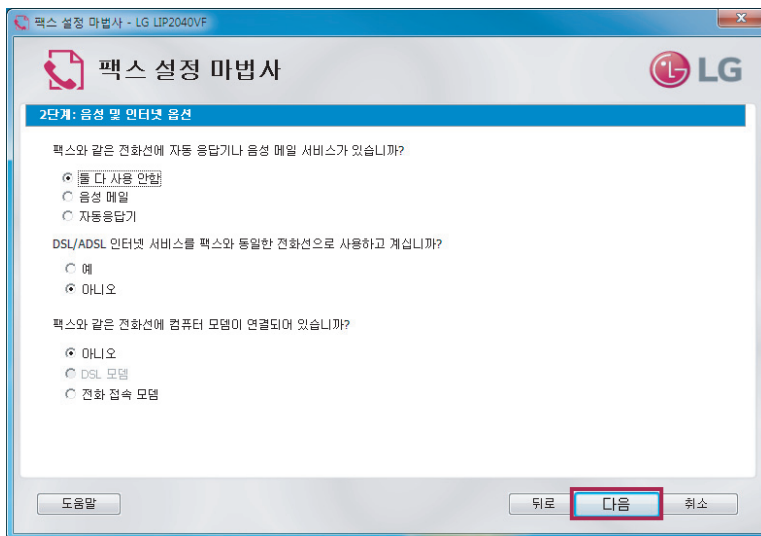 팩스 설정 마법사 - LG LIP2040VF
팩스 설정 마법사
LG
2단계: 음성 및 인터넷 옵션
팩스와 같은 전화선에 자동 응답기나 음성 메일 서비스가 있습니까?
둘 다 사용 안함
음성 메일
자동응답기
DSL/ADSL 인터넷 서비스를 팩스와 동일한 전화선으로 사용하고 계십니까?
예
아니오
팩스와 같은 전화선에 컴퓨터 모뎀이 연결되어 있습니까?
아니오
DSL 모뎀
전화 접속 모뎀
도움말
뒤로
다음
취소